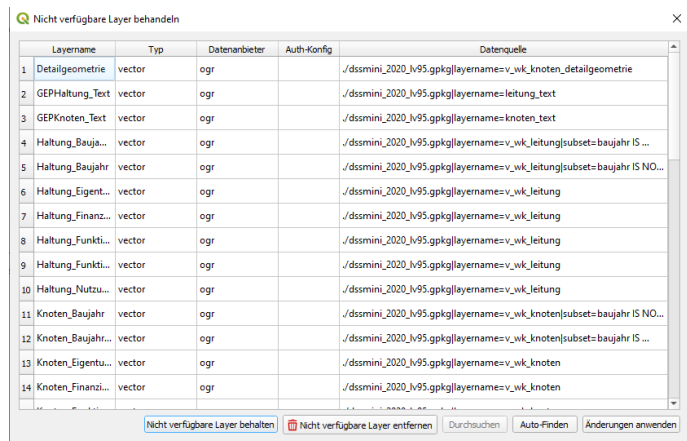 Nicht verfügbare Layer behandeln
Layername Typ Datenanbieter Auth-Konfig Datenquelle
1 Detailgeometrie vector ogr ./dssmini_2020_lv95.gpkg|layername=v_wk_knoten_detailgeometrie
2 GEPHaltung_Text vector ogr ./dssmini_2020_lv95.gpkg|layername=leitung_text
3 GEPKnoten_Text vector ogr ./dssmini_2020_lv95.gpkg|layername=knoten_text
4 Haltung_Bauja... vector ogr ./dssmini_2020_lv95.gpkg|layername=v_wk_leitung|subset=baujahr IS ...
5 Haltung_Baujahr vector ogr ./dssmini_2020_lv95.gpkg|layername=v_wk_leitung|subset=baujahr IS NO...
6 Haltung_Eigent... vector ogr ./dssmini_2020_lv95.gpkg|layername=v_wk_leitung
7 Haltung_Finanz... vector ogr ./dssmini_2020_lv95.gpkg|layername=v_wk_leitung
8 Haltung_Funkti... vector ogr ./dssmini_2020_lv95.gpkg|layername=v_wk_leitung
9 Haltung_Funkti... vector ogr ./dssmini_2020_lv95.gpkg|layername=v_wk_leitung
10 Haltung_Nutzu... vector ogr ./dssmini_2020_lv95.gpkg|layername=v_wk_leitung
11 Knoten_Baujahr vector ogr ./dssmini_2020_lv95.gpkg|layername=v_wk_knoten|subset=baujahr IS NO...
12 Knoten_Baujahr... vector ogr ./dssmini_2020_lv95.gpkg|layername=v_wk_knoten|subset=baujahr IS ...
13 Knoten_Eigentu... vector ogr ./dssmini_2020_lv95.gpkg|layername=v_wk_knoten
14 Knoten_Finanzi... vector ogr ./dssmini_2020_lv95.gpkg|layername=v_wk_knoten
Nicht verfügbare Layer behalten Nicht verfügbare Layer entfernen Durchsuchen Auto-Finden Änderungen anwenden